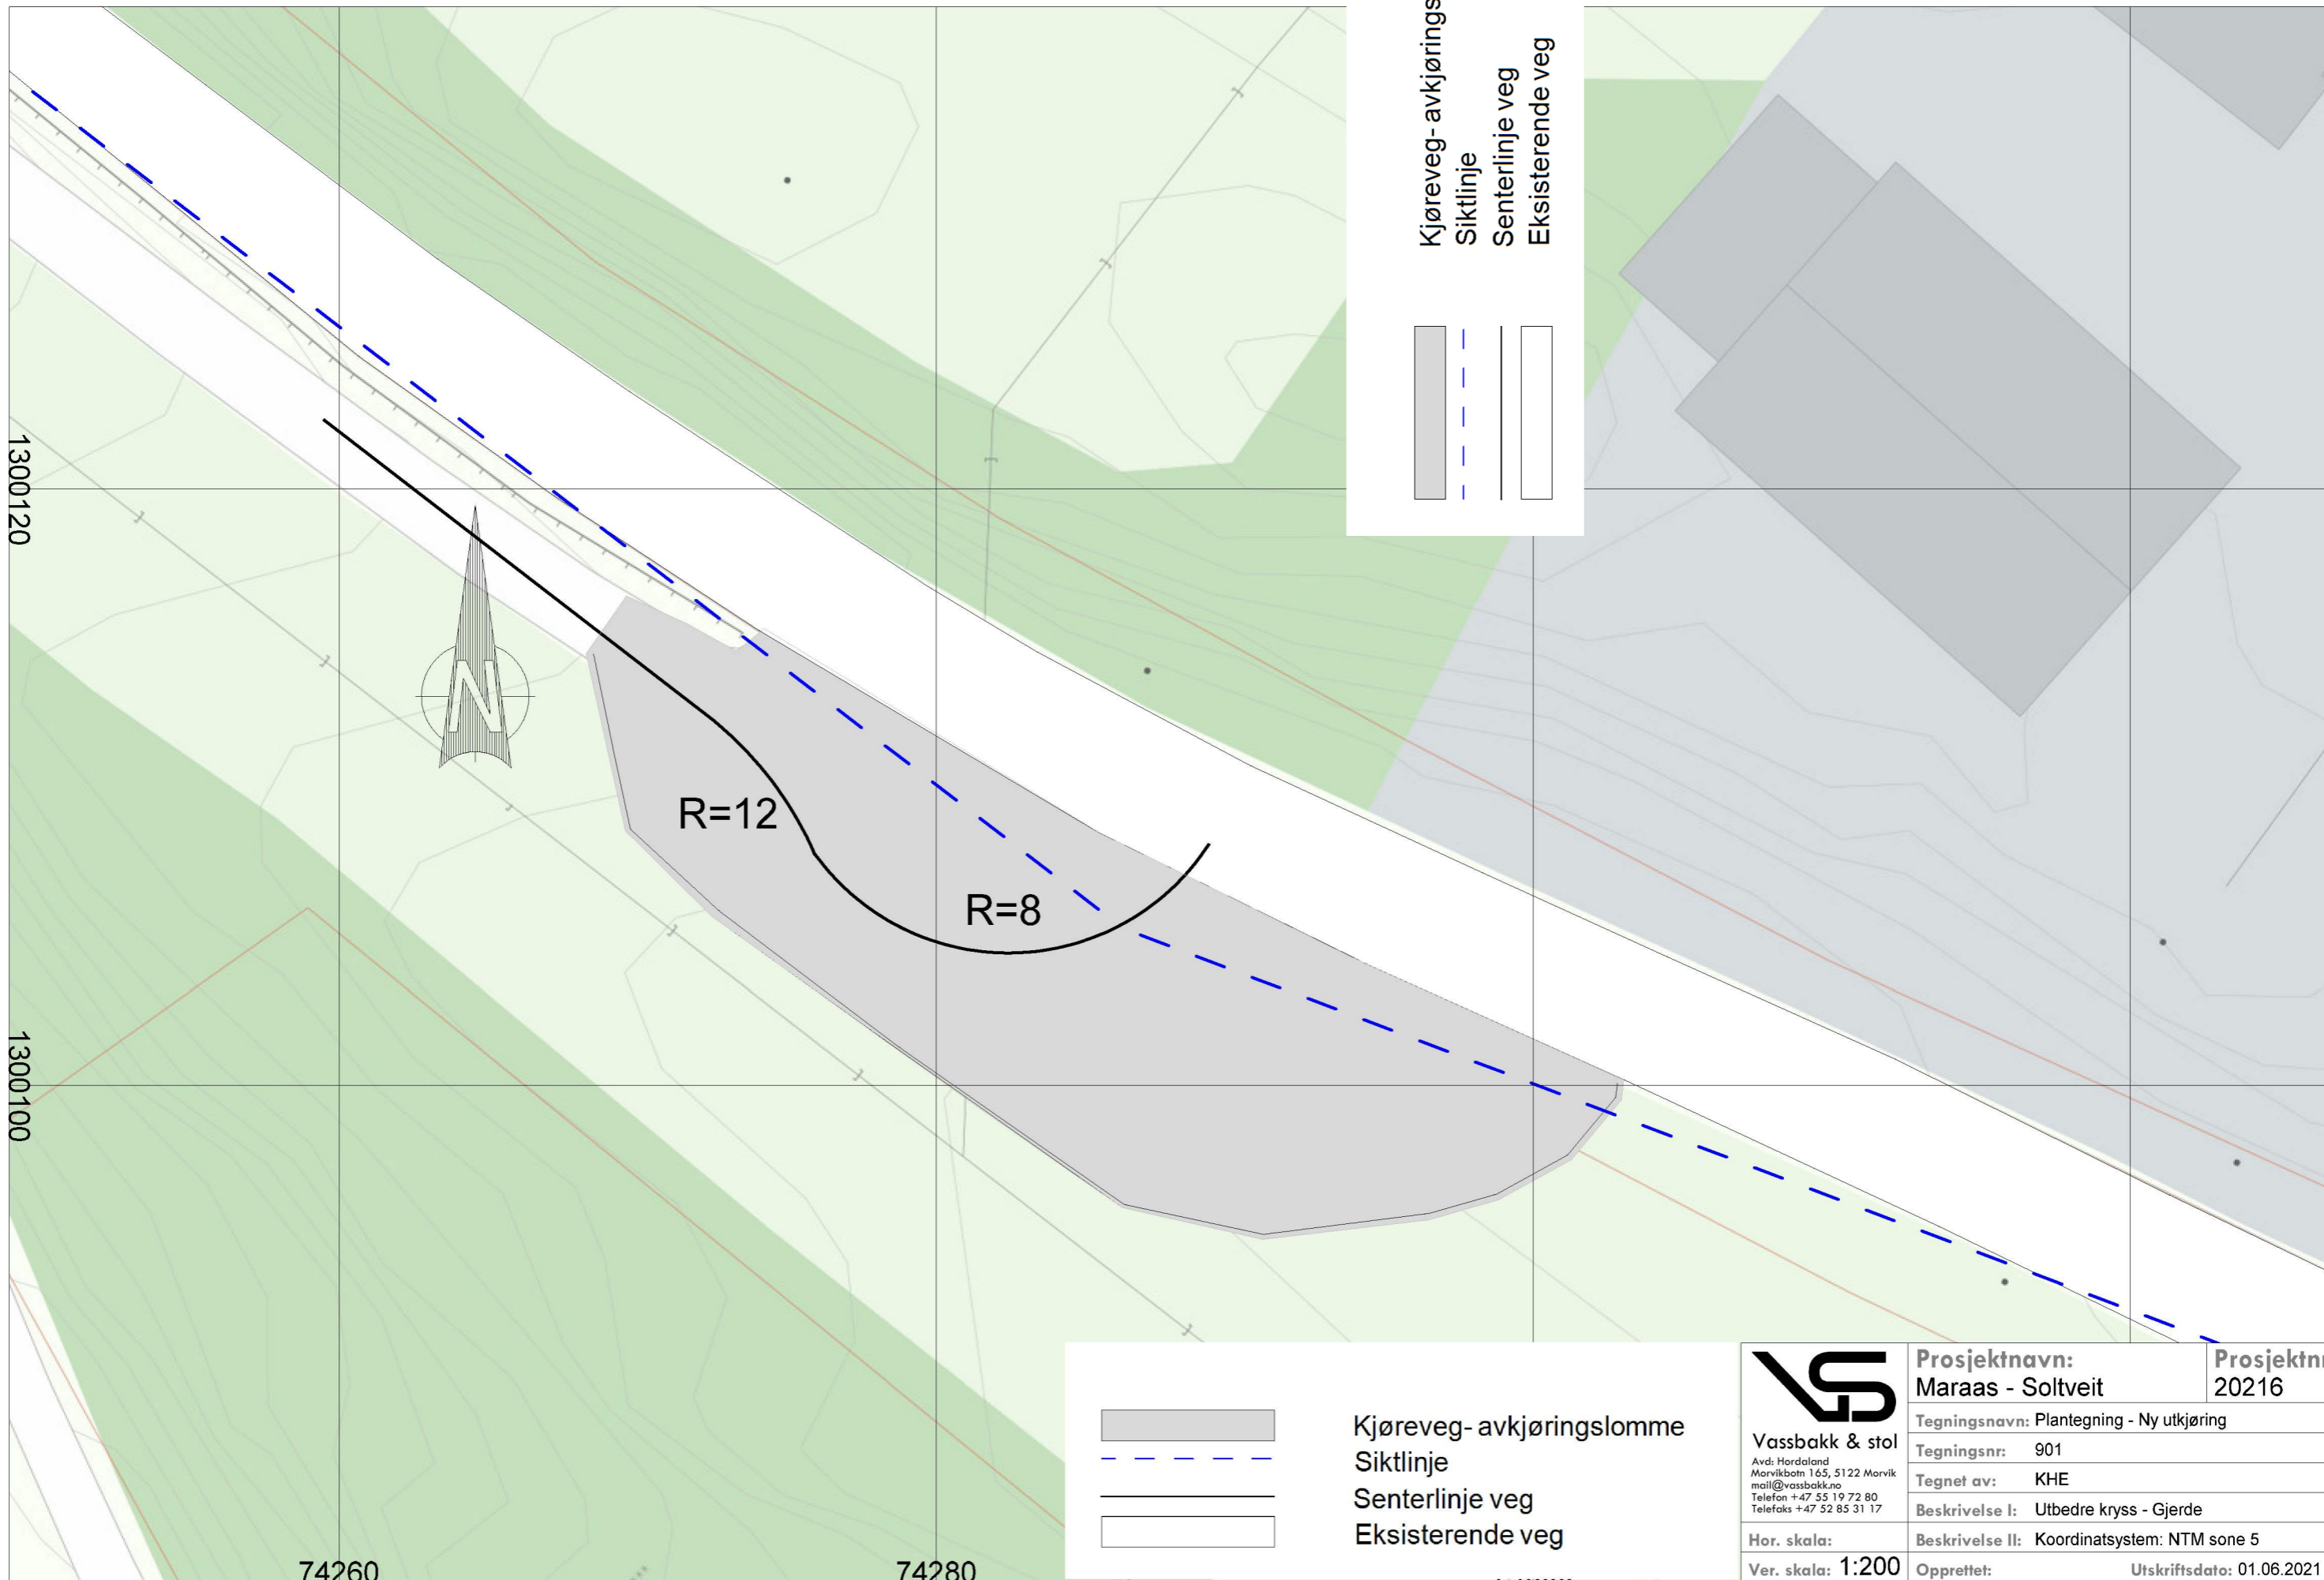 Kjøreveg- avkjørings
Siktlinje
Senterlinje veg
Eksisterende veg
1300120
N
R=12
R=8
1300100
74260
74280
Kjøreveg- avkjøringslomme
Siktlinje
Senterlinje veg
Eksisterende veg
VS
Vassbakk & stol
Avd: Hordaland
Morvikbotn 165, 5122 Morvik
mail@vassbakk.no
Telefon +47 55 19 72 80
Telefaks +47 52 85 31 17
Hor. skala:
Ver. skala: 1:200
Prosjektnavn:
Maraas - Soltveit
Prosjektnr
20216
Tegningsnavn: Plantegning - Ny utkjøring
Tegningsnr: 901
Tegnet av: KHE
Beskrivelse I: Utbedre kryss - Gjerde
Beskrivelse II: Koordinatsystem: NTM sone 5
Opprettet: Utskriftsdato: 01.06.2021